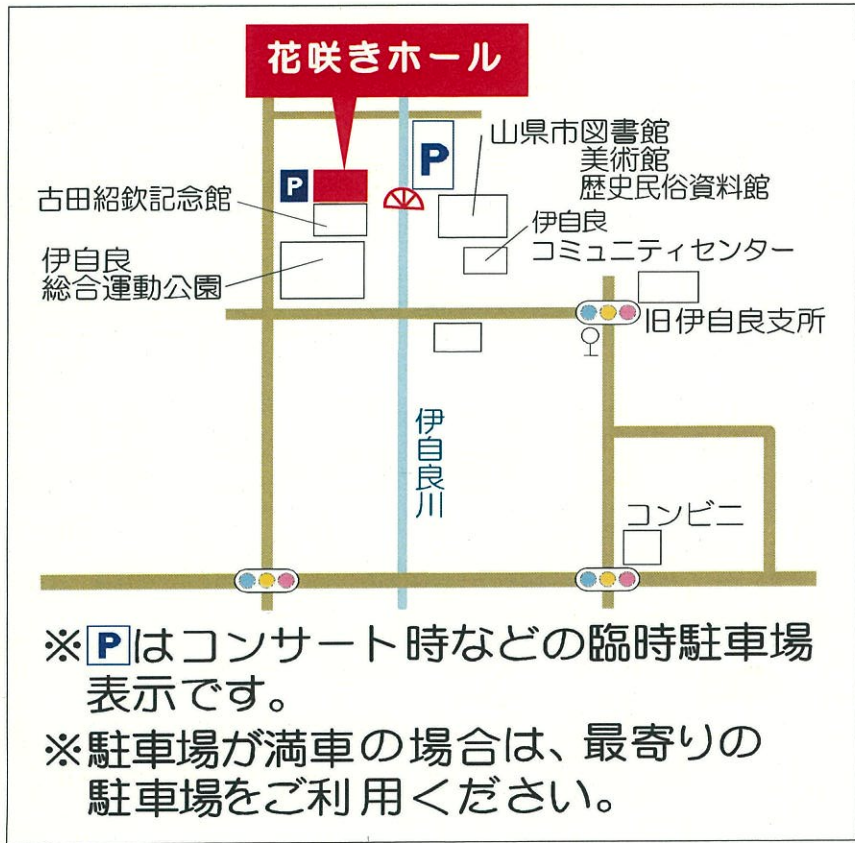 花咲きホール
P
P
山県市図書館
美術館
歴史民俗資料館
古田紹欽記念館
伊自良
コミュニティセンター
伊自良
総合運動公園
旧伊自良支所
伊自良川
コンビニ
※Pはコンサート時などの臨時駐車場
表示です。
※駐車場が満車の場合は、最寄りの
駐車場をご利用ください。